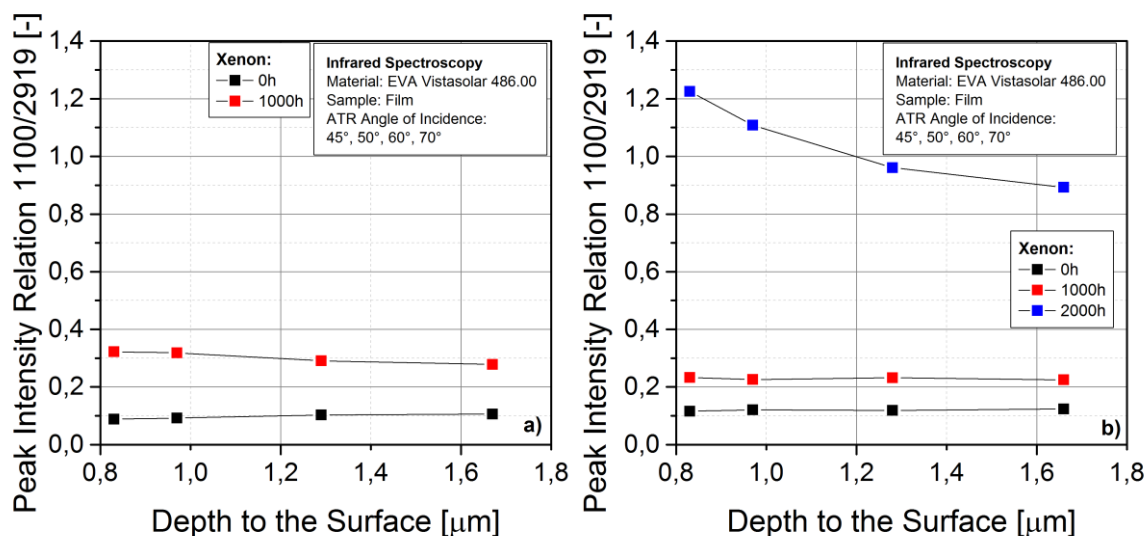 Peak Intensity Relation 1100/2919 [-]
1,4
1,2
1,0
0,8
0,6
0,4
0,2
0,0
Xenon:
0h
1000h
Infrared Spectroscopy
Material: EVA Vistasolar 486.00
Sample: Film
ATR Angle of Incidence:
45°, 50°, 60°, 70°
a)
0,8 1,0 1,2 1,4 1,6 1,8
Depth to the Surface [μm]
Peak Intensity Relation 1100/2919 [-]
1,4
1,2
1,0
0,8
0,6
0,4
0,2
0,0
Infrared Spectroscopy
Material: EVA Vistasolar 486.00
Sample: Film
ATR Angle of Incidence:
45°, 50°, 60°, 70°
Xenon:
0h
1000h
2000h
b)
0,8 1,0 1,2 1,4 1,6 1,8
Depth to the Surface [μm]